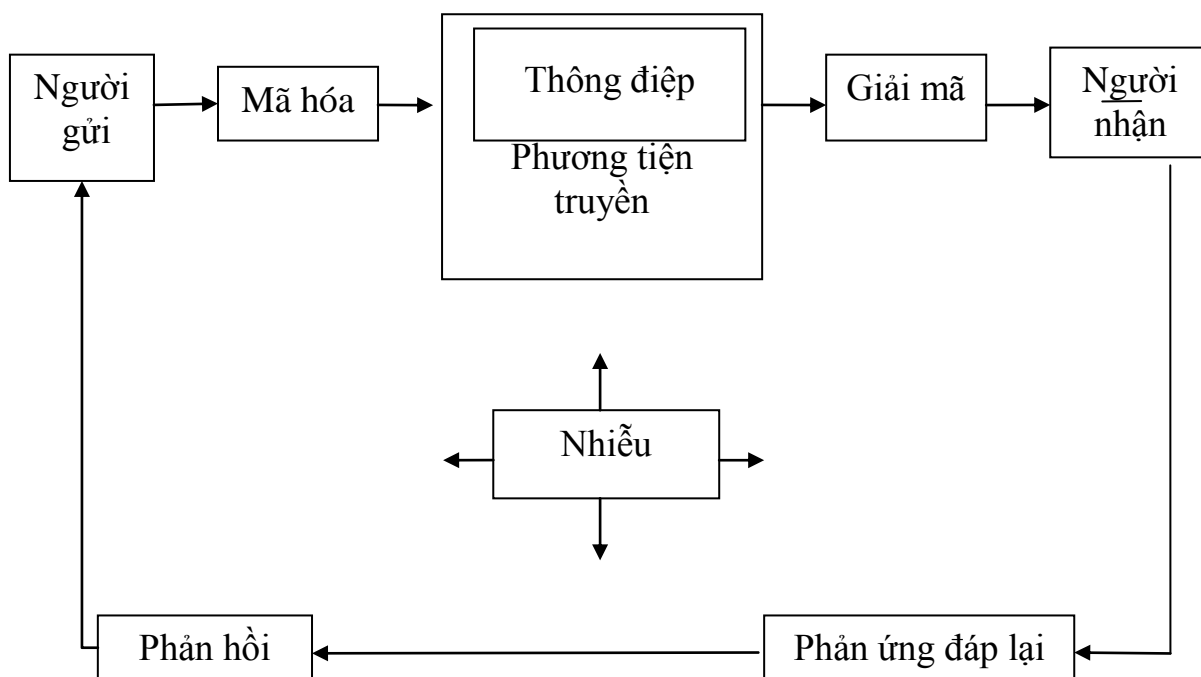 Người
gửi
Mã hóa
Thông điệp
Phương tiện
truyền
Giải mã
Người
nhận
Nhiễu
Phản hồi
Phản ứng đáp lại